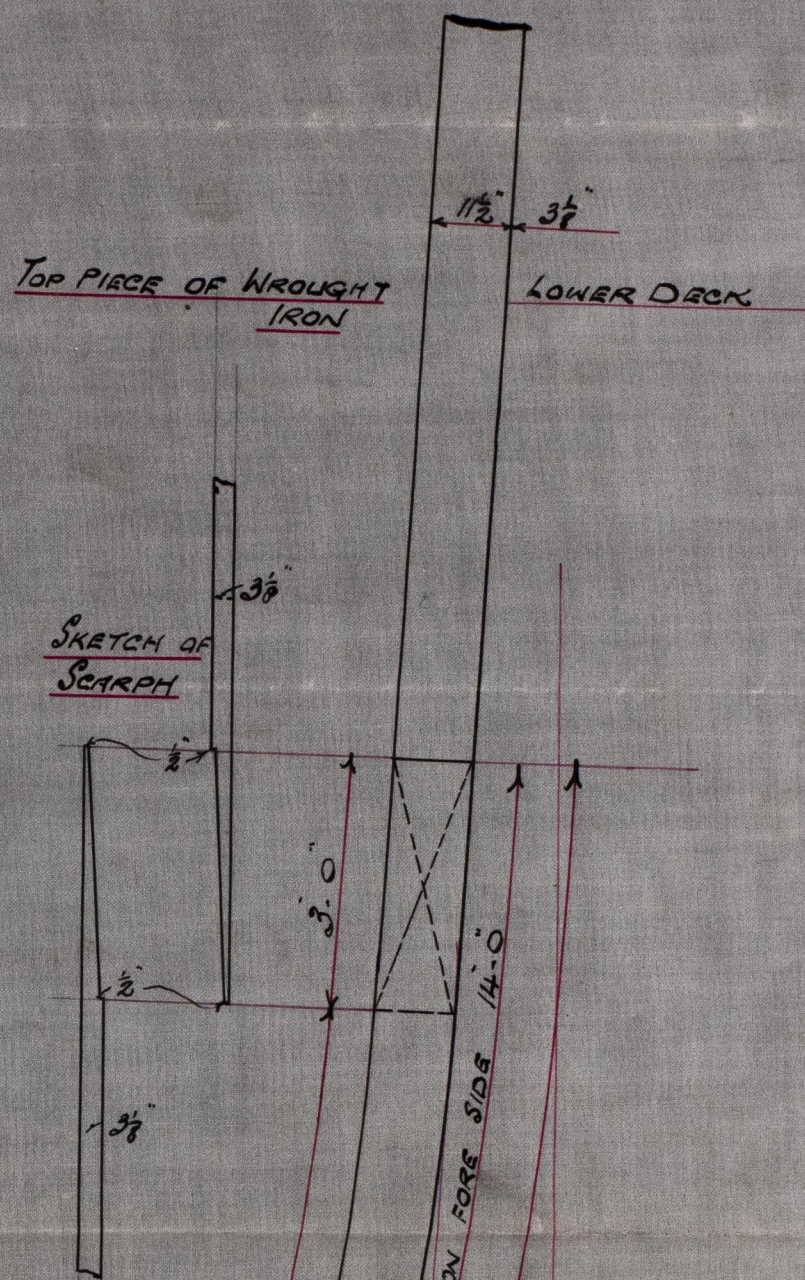 11½"
3⅛"
TOP PIECE OF WROUGHT
IRON
LOWER DECK
3⅛"
SKETCH OF
SCARPH
½"
3'-0"
½"
ON FORE SIDE 14'-0"
3⅛"